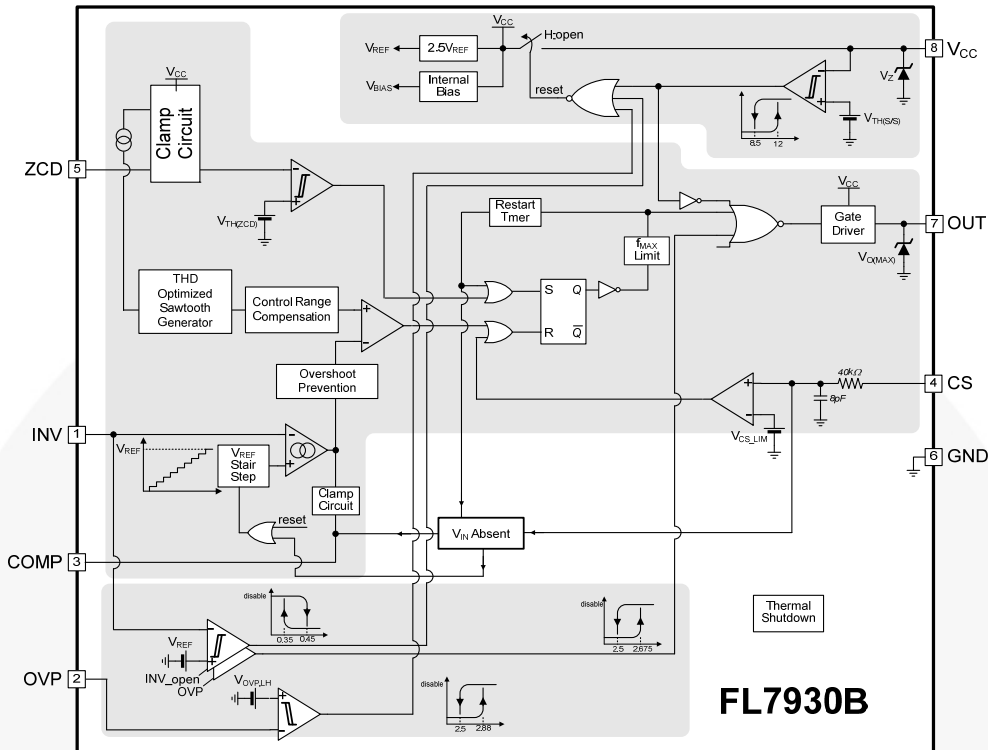 VCC
H:open
VREF
2.5VREF
8
VCC
VBIAS
Internal
Bias
reset
VZ
VTH(S/S)
8.5
12
VCC
Clamp
Circuit
ZCD
5
VTH(ZCD)
Restart
Tmer
fMAX
Limit
VCC
Gate
Driver
7
OUT
VO(MAX)
THD
Optimized
Sawtooth
Generator
Control Range
Compensation
+
-
S
Q
R
Q
Overshoot
Prevention
40kΩ
8pF
4
CS
VCS_LIM
INV
1
VREF
VREF
Stair
Step
-
+
6
GND
Clamp
Circuit
reset
VIN Absent
COMP
3
disable
0.35
0.45
disable
2.5
2.675
Thermal
Shutdown
VREF
INV_open
OVP
OVP
2
VOVP,LH
disable
2.5
2.88
FL7930B